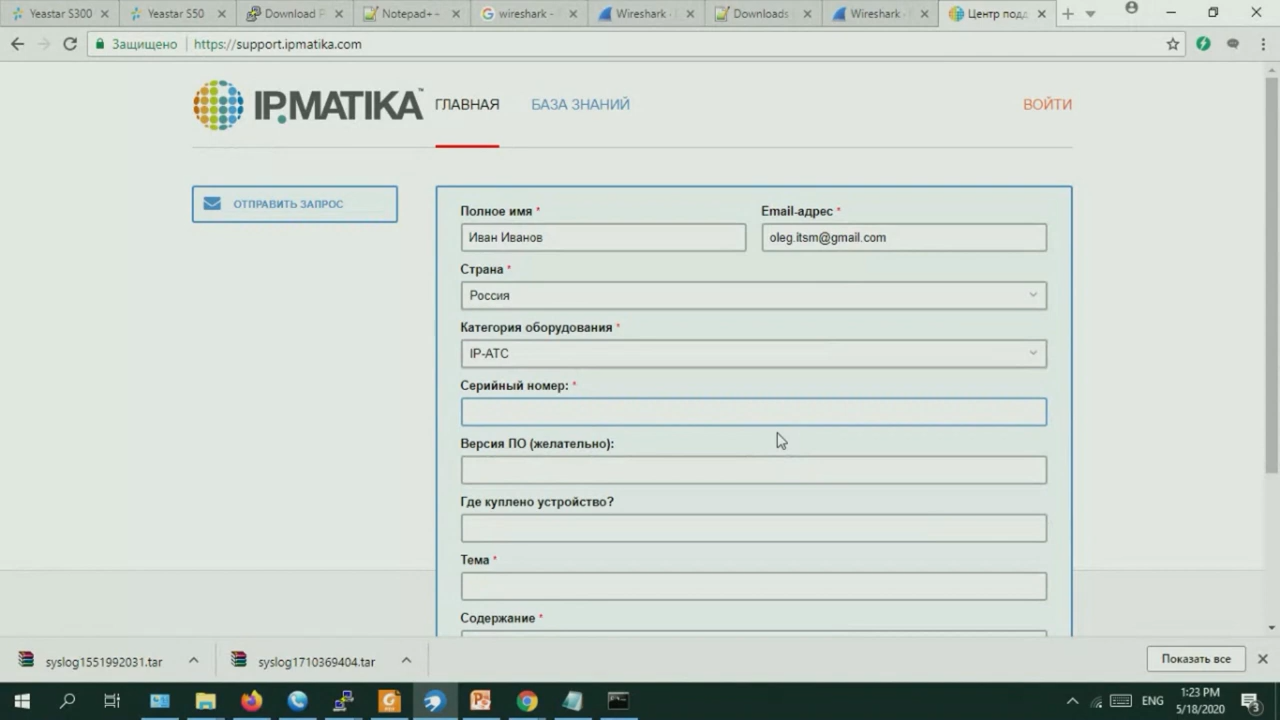 Yeastar S300
Yeastar S50
Download
Notepad++ -
wireshark -
Wireshark ·
Downloads
Wireshark ·
Центр подд
Защищено
https://support.ipmatika.com
IPMATIKA™
ГЛАВНАЯ
БАЗА ЗНАНИЙ
ВОЙТИ
ОТПРАВИТЬ ЗАПРОС
Полное имя *
Email-адрес *
Иван Иванов
oleg.itsm@gmail.com
Страна *
Россия
Категория оборудования *
IP-АТС
Серийный номер: *
Версия ПО (желательно):
Где куплено устройство?
Тема *
Содержание *
syslog1551992031.tar
syslog1710369404.tar
Показать все
ENG
1:23 PM
5/18/2020
3